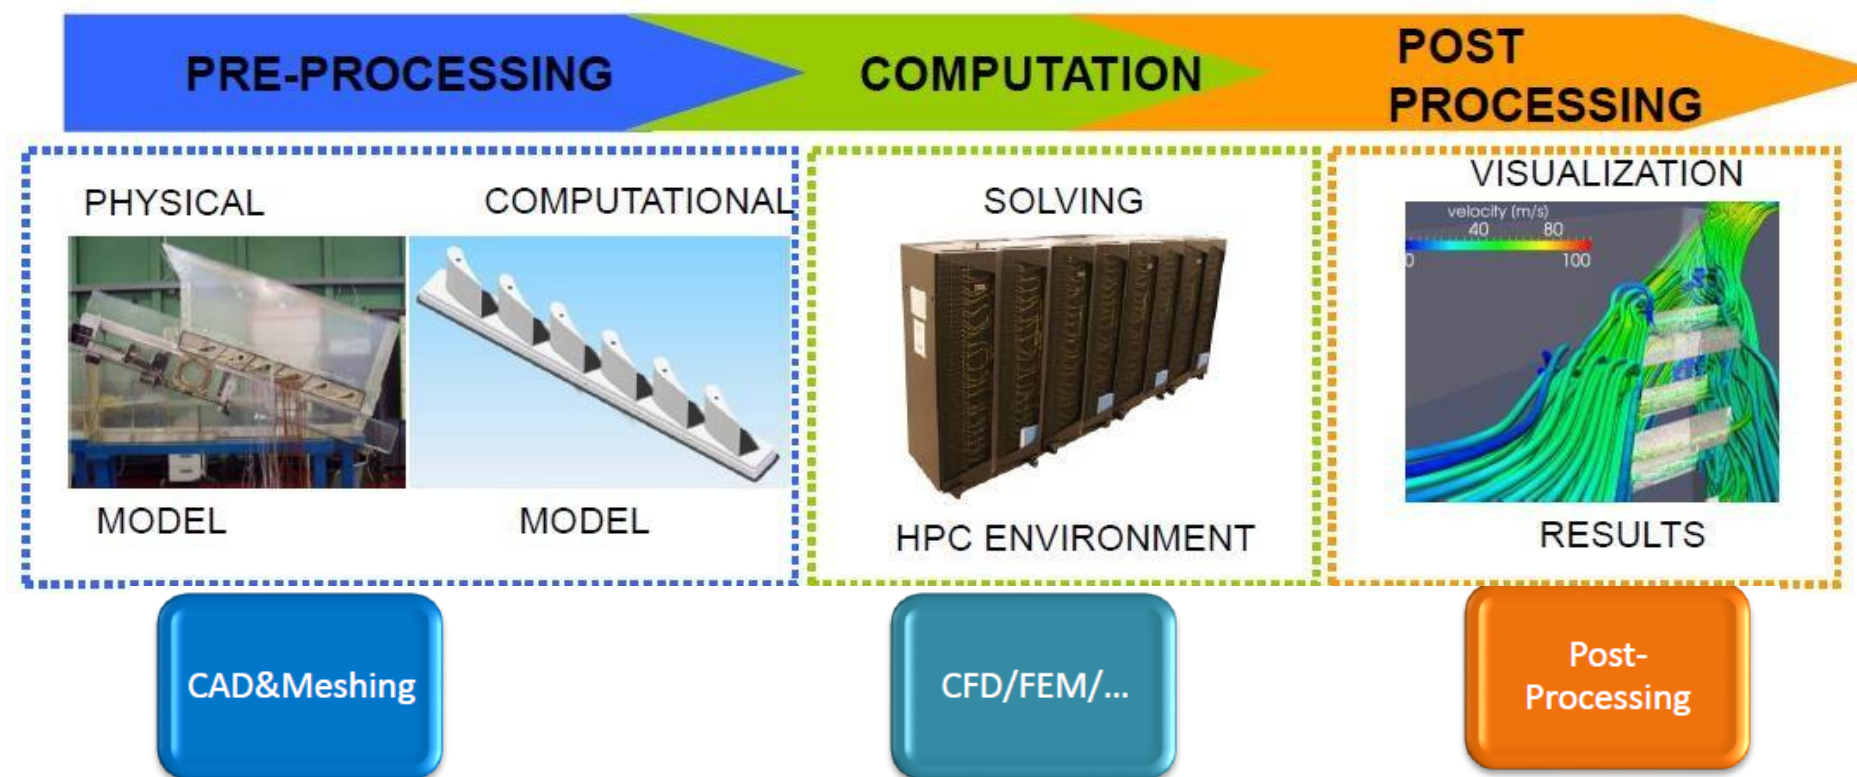 PRE-PROCESSING
COMPUTATION
POST
PROCESSING
PHYSICAL
COMPUTATIONAL
MODEL
MODEL
SOLVING
HPC ENVIRONMENT
VISUALIZATION
velocity (m/s)
40 80
0 100
RESULTS
CAD&Meshing
CFD/FEM/...
Post-
Processing